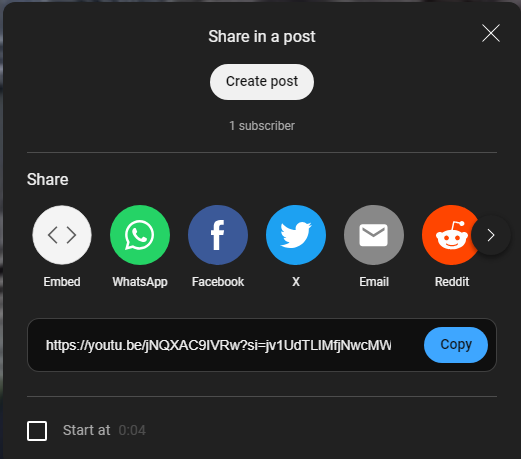 Share in a post
Create post
1 subscriber
Share
Embed WhatsApp Facebook X Email Reddit
https://youtu.be/jNQXAC9IVRw?si=jv1UdTLIMfjNwcMW Copy
Start at 0:04